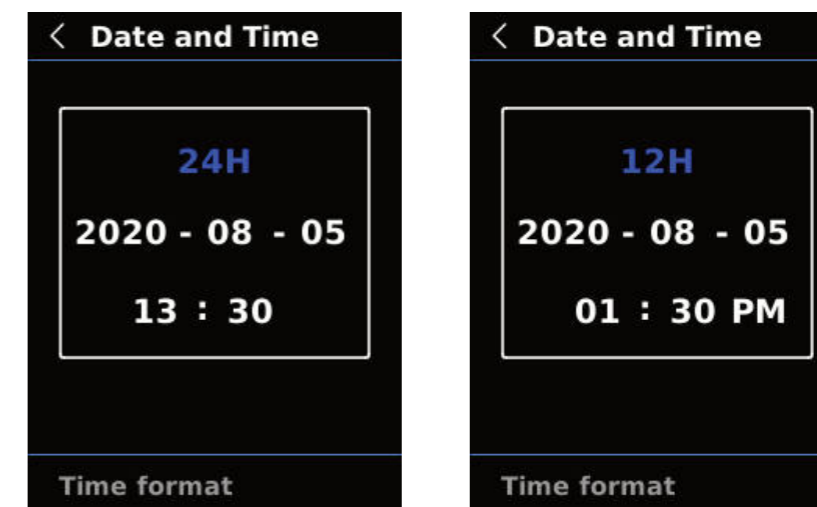 Date and Time
24H
2020 - 08 - 05
13 : 30
Time format
Date and Time
12H
2020 - 08 - 05
01 : 30 PM
Time format